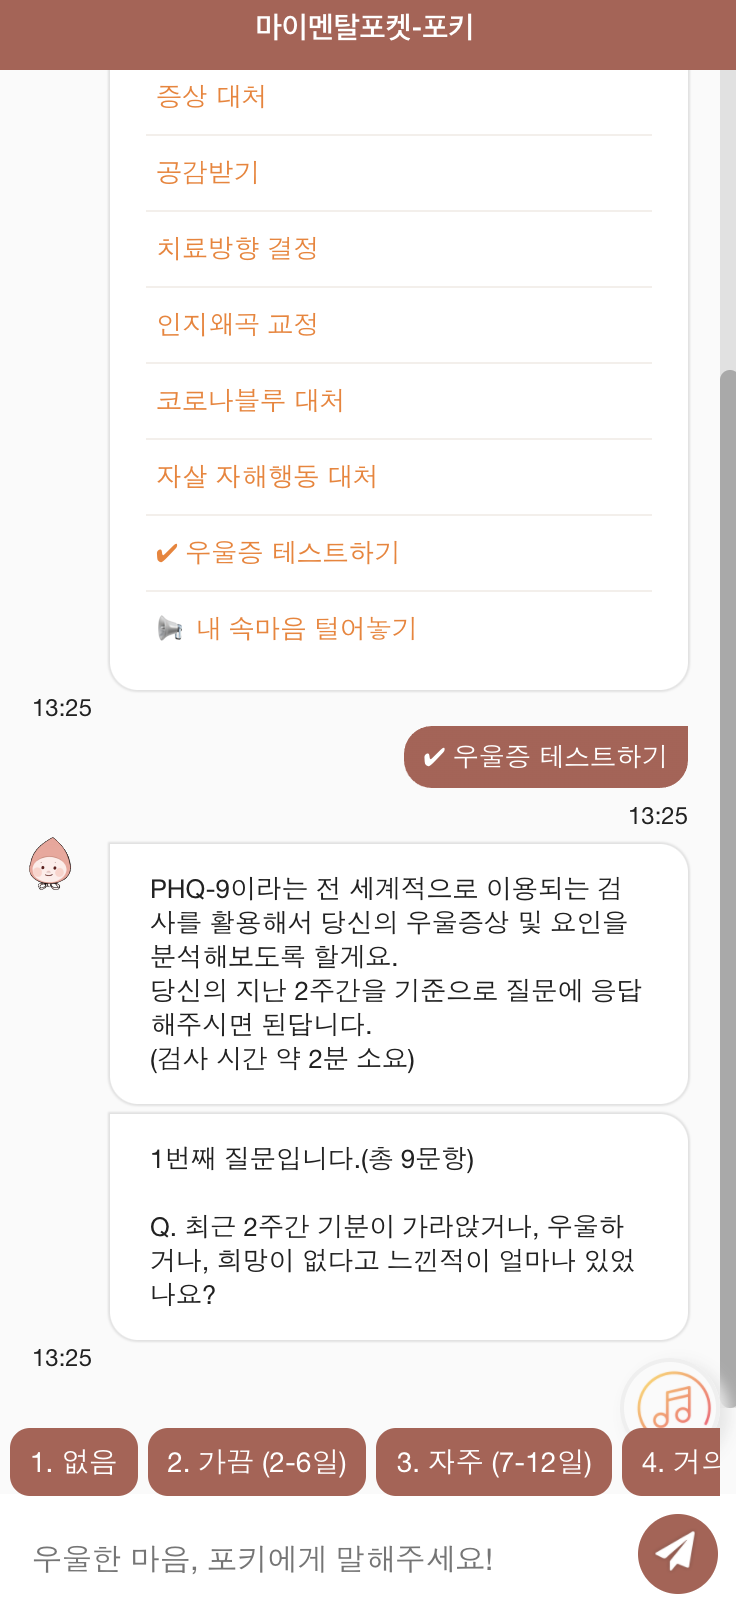 마이멘탈포켓-포키
증상 대처
공감받기
치료방향 결정
인지왜곡 교정
코로나블루 대처
자살 자해행동 대처
✔ 우울증 테스트하기
📢 내 속마음 털어놓기
13:25
✔ 우울증 테스트하기
13:25
PHQ-9이라는 전 세계적으로 이용되는 검
사를 활용해서 당신의 우울증상 및 요인을
분석해보도록 할게요.
당신의 지난 2주간을 기준으로 질문에 응답
해주시면 된답니다.
(검사 시간 약 2분 소요)
1번째 질문입니다.(총 9문항)
Q. 최근 2주간 기분이 가라앉거나, 우울하
거나, 희망이 없다고 느낀적이 얼마나 있었
나요?
13:25
1. 없음
2. 가끔 (2-6일)
3. 자주 (7-12일)
4. 거의
우울한 마음, 포키에게 말해주세요!